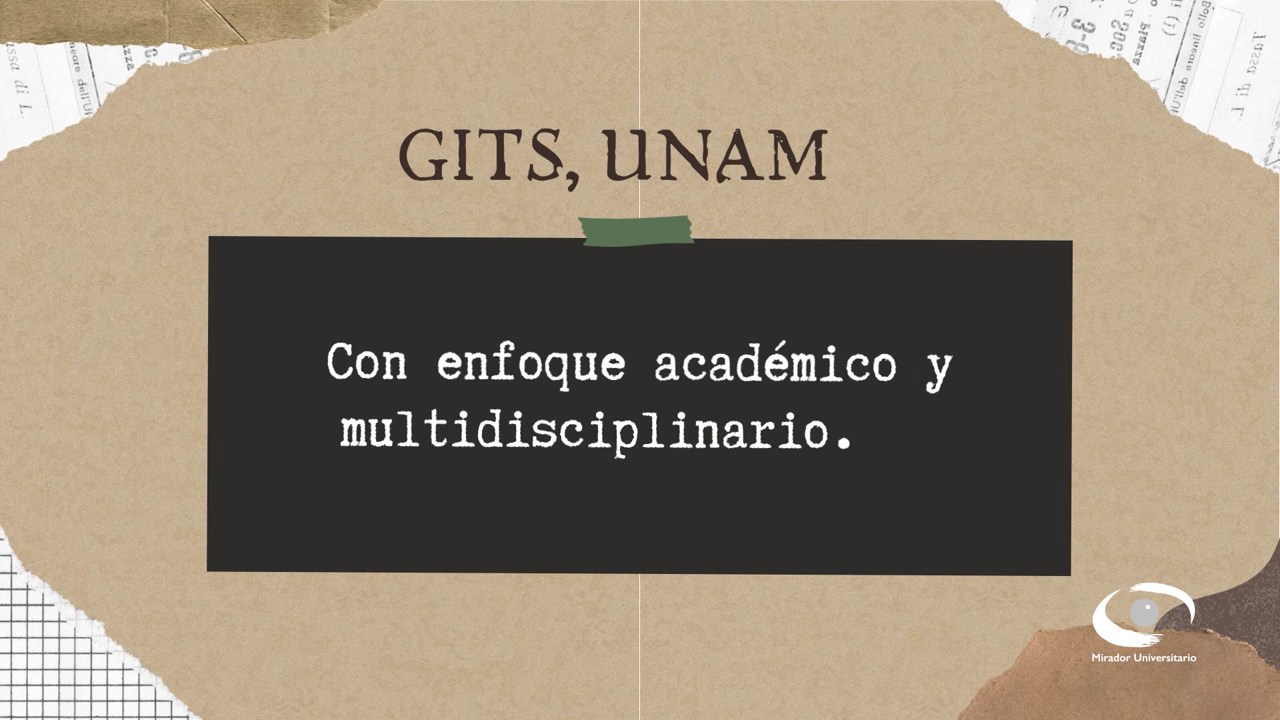 GITS, UNAM
Con enfoque académico y
multidisciplinario.
Mirador Universitario